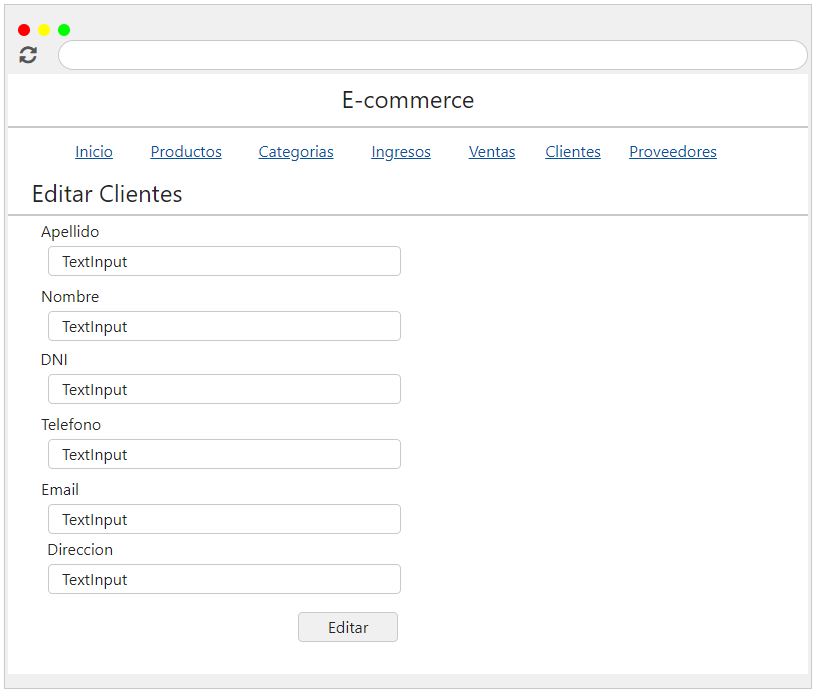 E-commerce
Inicio Productos Categorias Ingresos Ventas Clientes Proveedores
Editar Clientes
Apellido
TextInput
Nombre
TextInput
DNI
TextInput
Telefono
TextInput
Email
TextInput
Direccion
TextInput
Editar